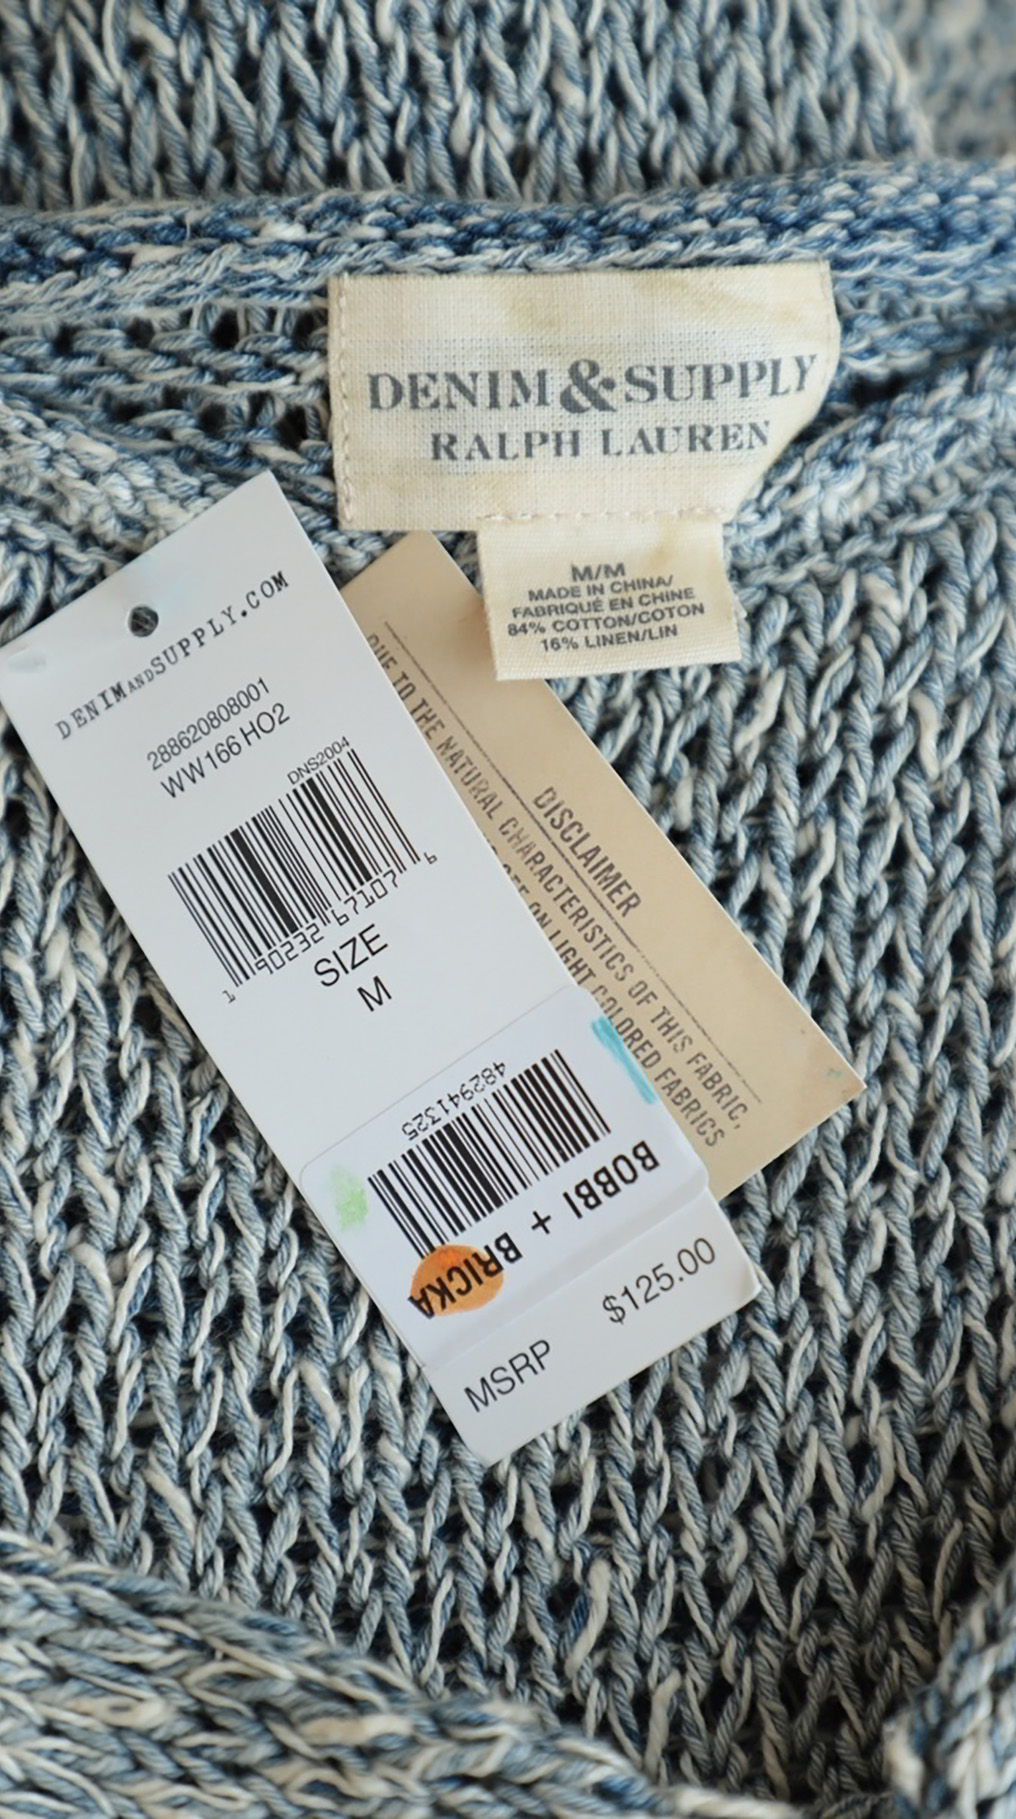 DENIM & SUPPLY
RALPH LAUREN
M/M
MADE IN CHINA/
FABRIQUÉ EN CHINE
84% COTTON/COTON
16% LINEN/LIN
DENIMANDSUPPLY.COM
288620808001
WW166 HO2
DNS2004
1 90232 67107 6
SIZE
M
482941325
BOBBI + BRICKA
MSRP $125.00
DISCLAIMER
DUE TO THE NATURAL CHARACTERISTICS OF THIS FABRIC,
ON LIGHT COLORED FABRICS